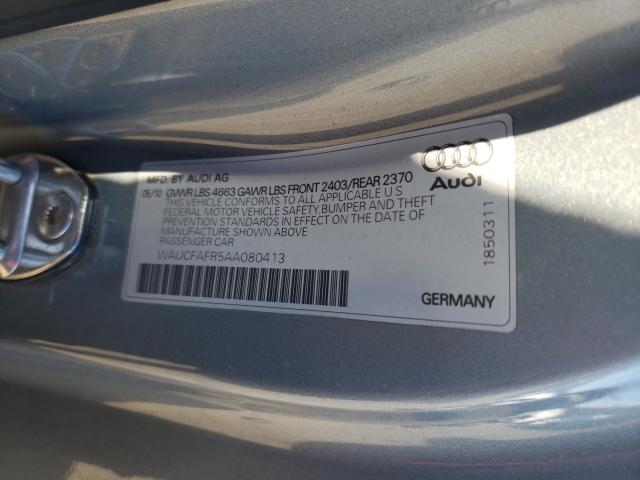 MFD. BY AUDI AG
05/10 GVWR LBS 4663 GAWR LBS FRONT 2403/REAR 2370
THIS VEHICLE CONFORMS TO ALL APPLICABLE U.S.
FEDERAL MOTOR VEHICLE SAFETY,BUMPER AND THEFT
PREVENTION STANDARDS IN EFFECT ON THE DATE OF
MANUFACTURE SHOWN ABOVE
PASSENGER CAR
WAUCFAFR5AA080413
Audi
1850311
GERMANY